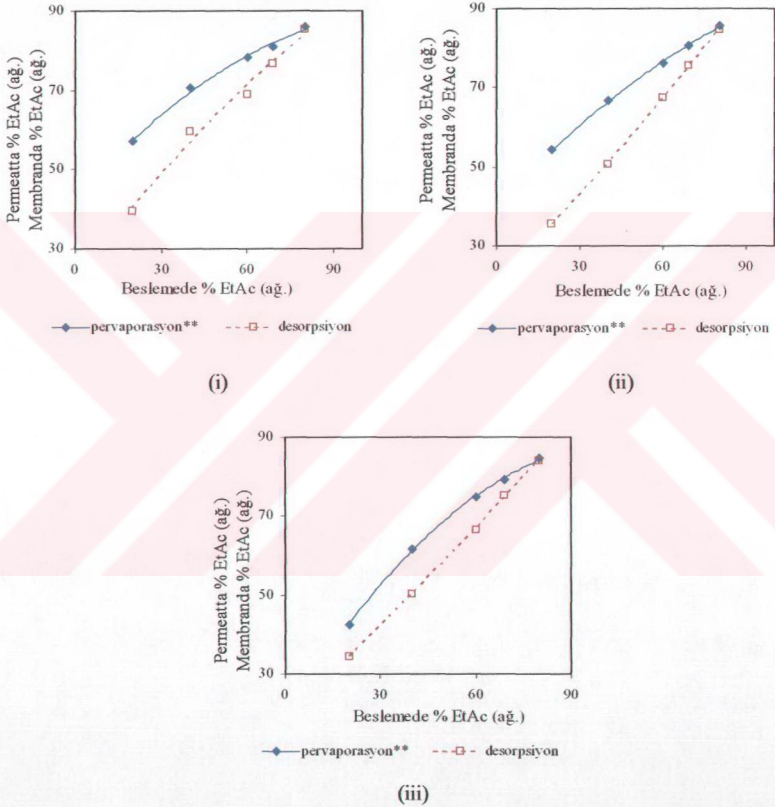 90
70
50
30
0
30
60
90
Permeatta % EtAc (ağ.)
Membranda % EtAc (ağ.)
Beslemede % EtAc (ağ.)
pervaporasyon** desorpsiyon
(i)
90
70
50
30
0
30
60
90
Permeatta % EtAc (ağ.)
Membranda % EtAc (ağ.)
Beslemede % EtAc (ağ.)
pervaporasyon** desorpsiyon
(ii)
90
70
50
30
0
30
60
90
Permeatta % EtAc (ağ.)
Membranda % EtAc (ağ.)
Beslemede % EtAc (ağ.)
pervaporasyon** desorpsiyon
(iii)